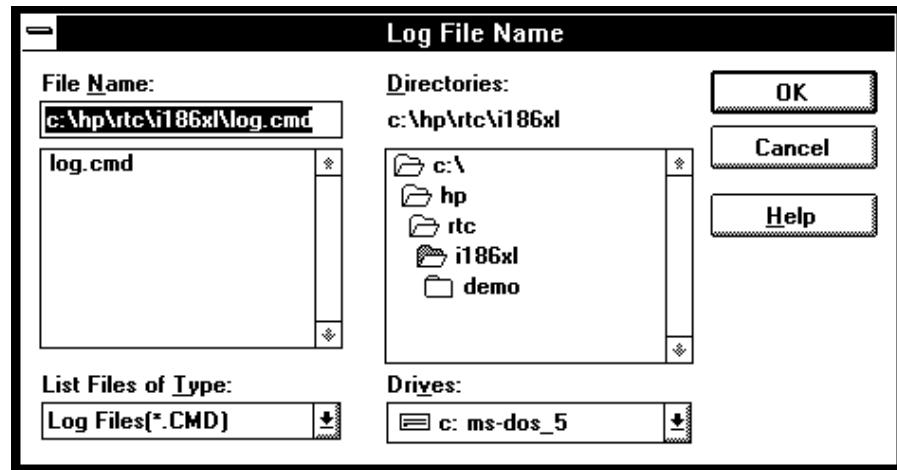 Log File Name
File Name:
c:\hp\rtc\i186xl\log.cmd
log.cmd
List Files of Type:
Log Files(*.CMD)
Directories:
c:\hp\rtc\i186xl
c:\
hp
rtc
i186xl
demo
Drives:
c: ms-dos_5
OK
Cancel
Help